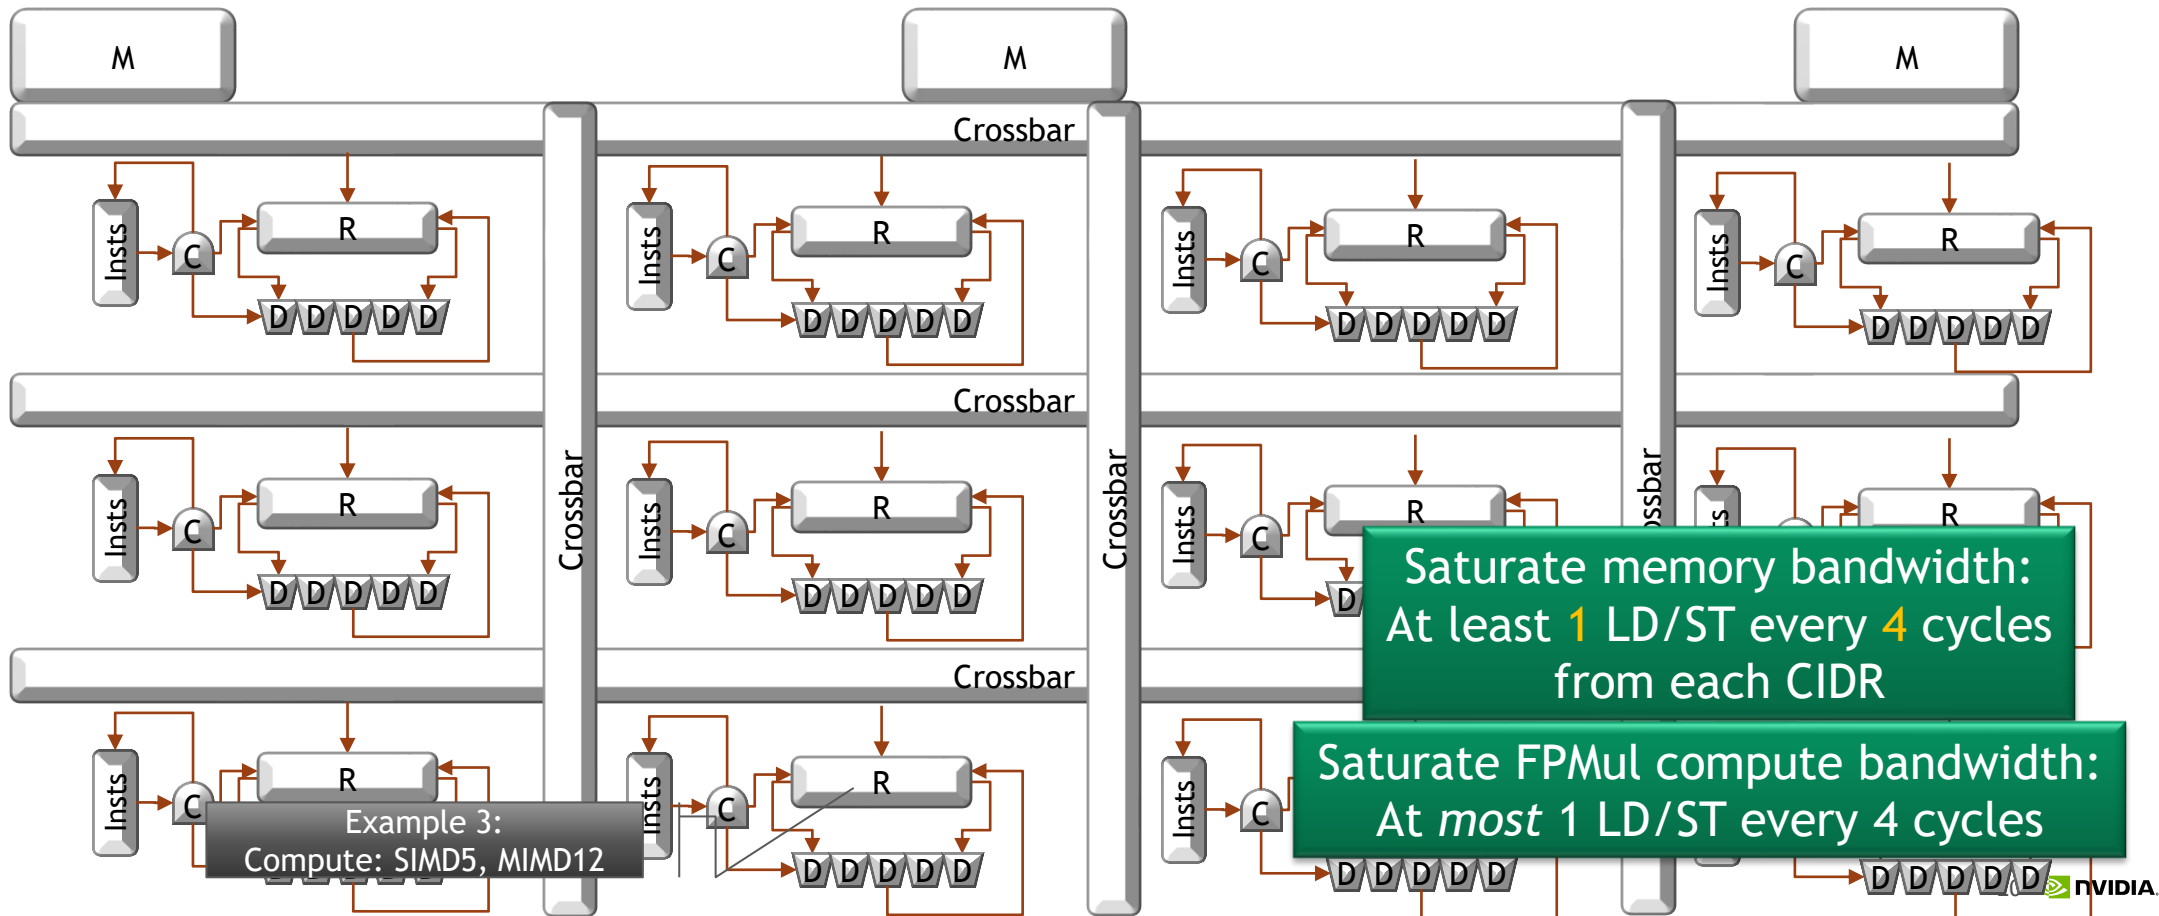 M M M
Crossbar
Insts C R D D D D D
Insts C R D D D D D
Insts C R D D D D D
Insts C R D D D D D
Crossbar
Crossbar
Crossbar
Insts C R D D D D D
Insts C R D D D D D
Insts C R D
R
Crossbar
Saturate memory bandwidth:
At least 1 LD/ST every 4 cycles
from each CIDR
Insts C R
Insts C R D D D D D
Insts C D D D D D
D D D D D
Saturate FPMul compute bandwidth:
At most 1 LD/ST every 4 cycles
Example 3:
Compute: SIMD5, MIMD12
NVIDIA.